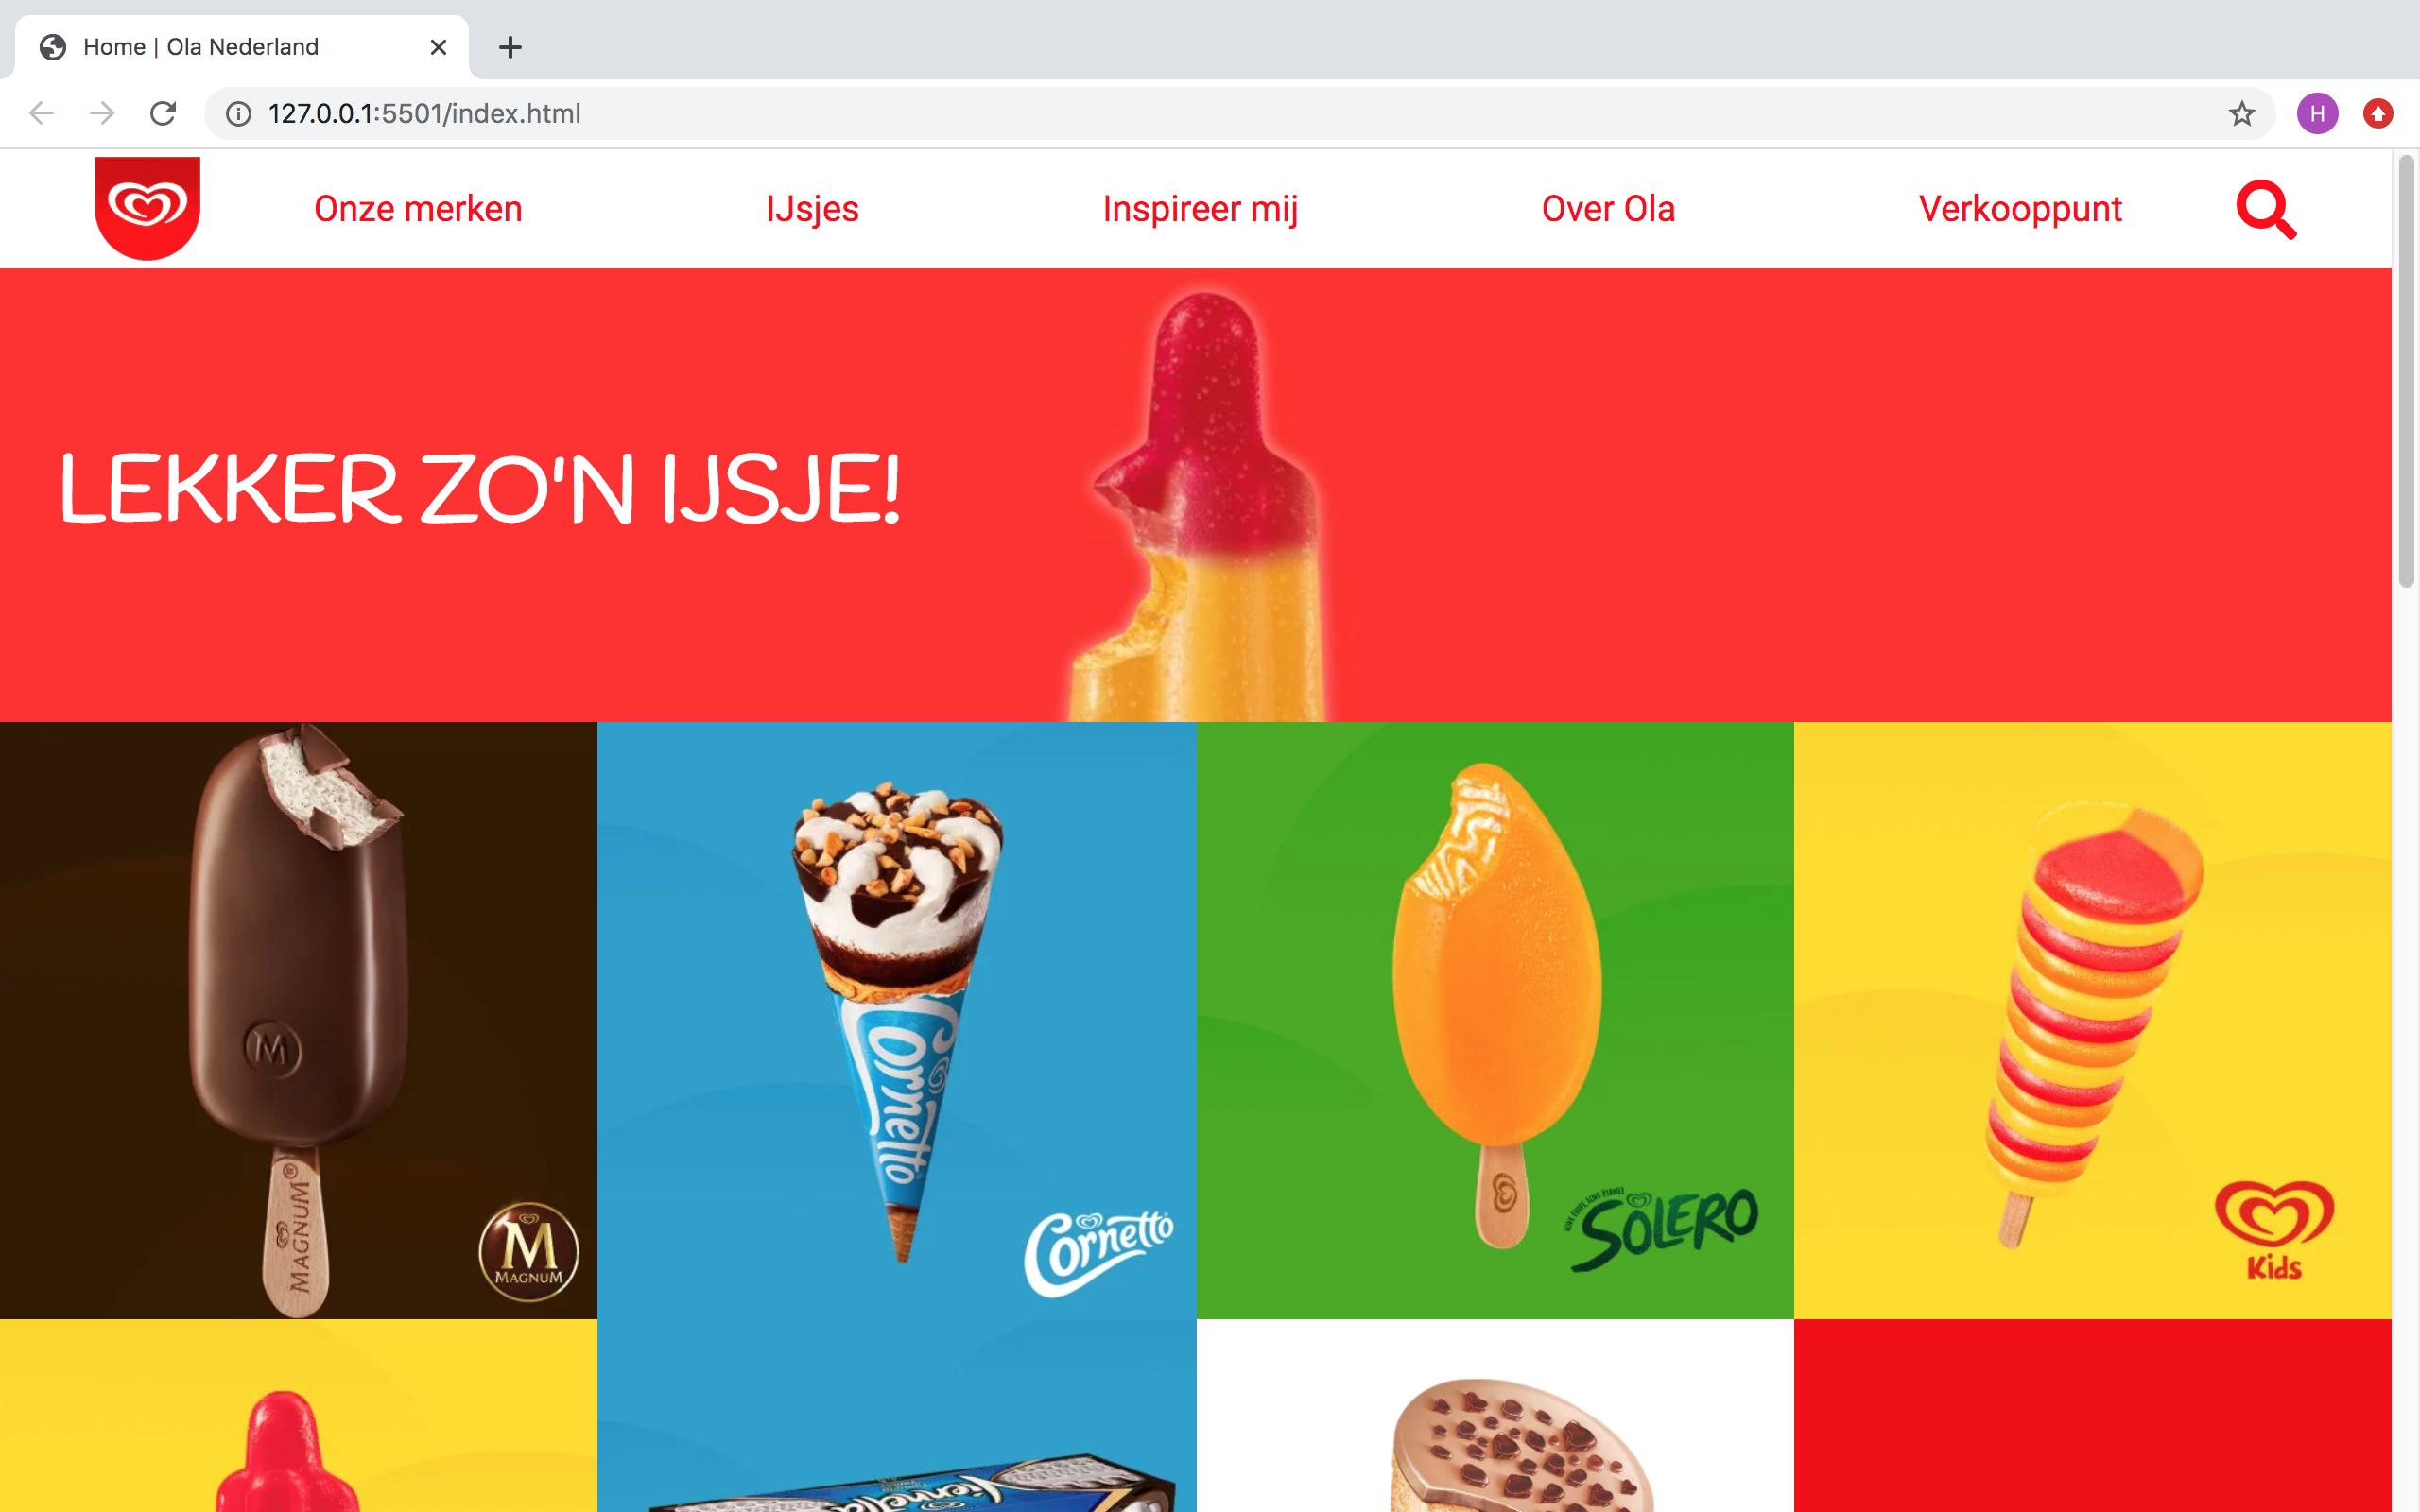 Home | Ola Nederland
127.0.0.1:5501/index.html
H
Onze merken
IJsjes
Inspireer mij
Over Ola
Verkooppunt
LEKKER ZO'N IJSJE!
M
MAGNUM
M
MAGNUM
Cornetto
Cornetto
SOLERO
Kids
Viennetta